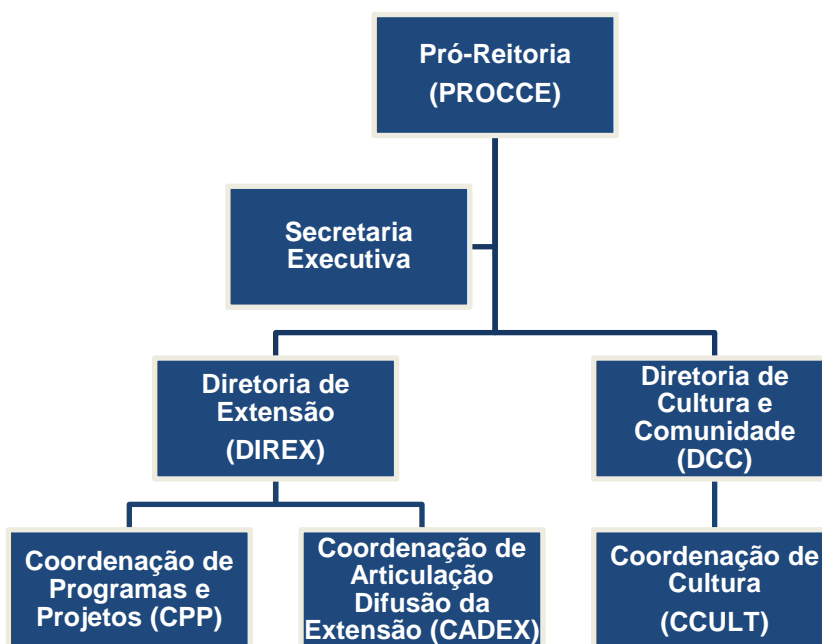 Pró-Reitoria
(PROCCE)
Secretaria
Executiva
Diretoria de
Extensão
(DIREX)
Diretoria de
Cultura e
Comunidade
(DCC)
Coordenação de
Programas e
Projetos (CPP)
Coordenação de
Articulação
Difusão da
Extensão (CADEX)
Coordenação de
Cultura
(CCULT)